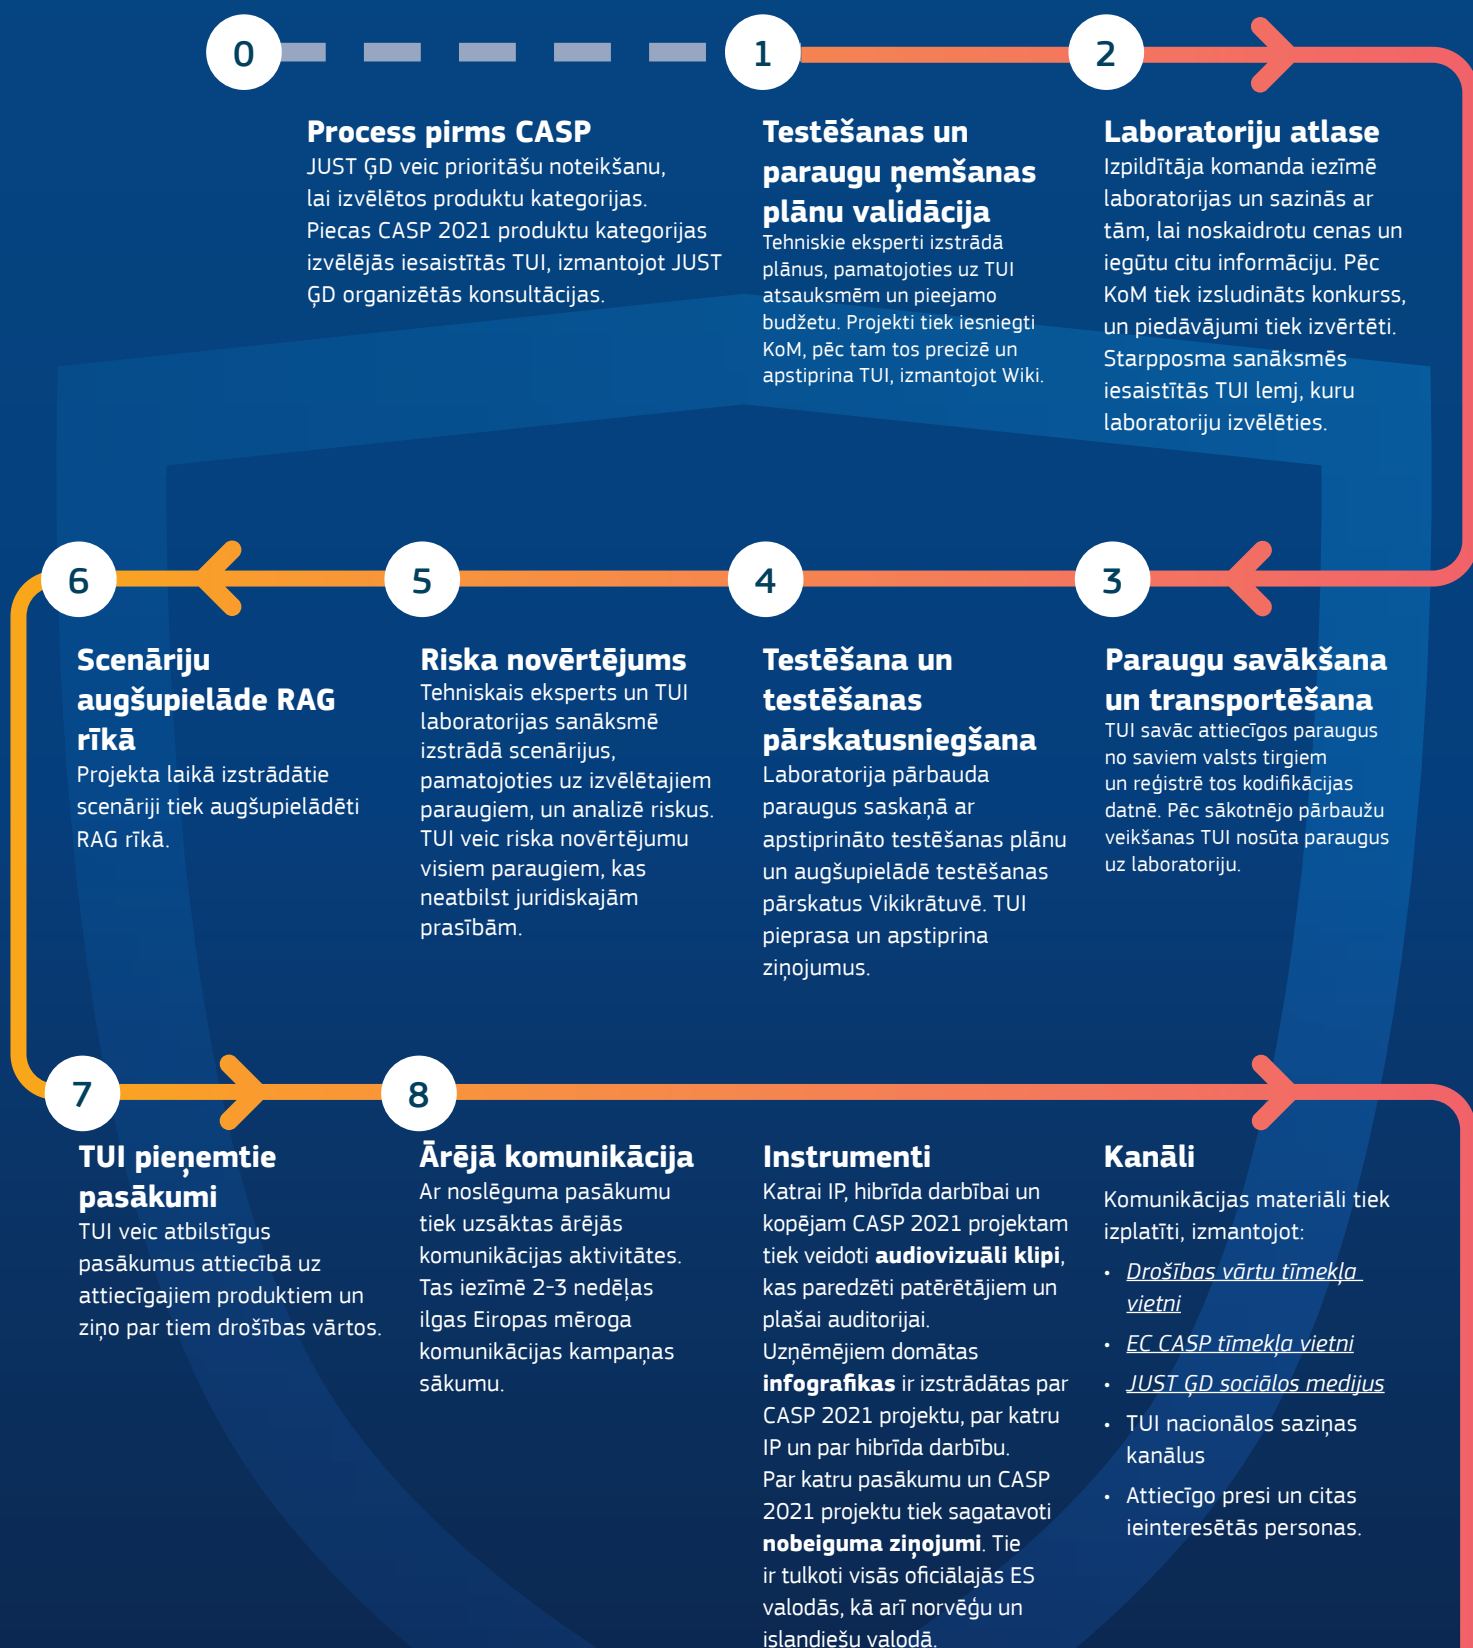 0
1
2
Process pirms CASP
JUST ĢD veic prioritāšu noteikšanu,
lai izvēlētos produktu kategorijas.
Piecas CASP 2021 produktu kategorijas
izvēlējās iesaistītās TUI, izmantojot JUST
ĢD organizētās konsultācijas.
Testēšanas un
paraugu ņemšanas
plānu validācija
Tehniskie eksperti izstrādā
plānus, pamatojoties uz TUI
atsauksmēm un pieejamo
budžetu. Projekti tiek iesniegti
KoM, pēc tam tos precizē un
apstiprina TUI, izmantojot Wiki.
Laboratoriju atlase
Izpildītāja komanda iezīmē
laboratorijas un sazinās ar
tām, lai noskaidrotu cenas un
iegūtu citu informāciju. Pēc
KoM tiek izsludināts konkurss,
un piedāvājumi tiek izvērtēti.
Starpposma sanāksmēs
iesaistītās TUI lemj, kuru
laboratoriju izvēlēties.
6
5
4
3
Scenāriju
augšupielāde RAG
rīkā
Projekta laikā izstrādātie
scenāriji tiek augšupielādēti
RAG rīkā.
Riska novērtējums
Tehniskais eksperts un TUI
laboratorijas sanāksmē
izstrādā scenārijus,
pamatojoties uz izvēlētajiem
paraugiem, un analizē riskus.
TUI veic riska novērtējumu
visiem paraugiem, kas
neatbilst juridiskajām
prasībām.
Testēšana un
testēšanas
pārskatusniegšana
Laboratorija pārbauda
paraugus saskaņā ar
apstiprināto testēšanas plānu
un augšupielādē testēšanas
pārskatus Vikikrātuvē. TUI
pieprasa un apstiprina
ziņojumus.
Paraugu savākšana
un transportēšana
TUI savāc attiecīgos paraugus
no saviem valsts tirgiem
un reģistrē tos kodifikācijas
datnē. Pēc sākotnējo pārbaužu
veikšanas TUI nosūta paraugus
uz laboratoriju.
7
8
TUI pieņemtie
pasākumi
TUI veic atbilstīgus
pasākumus attiecībā uz
attiecīgajiem produktiem un
ziņo par tiem drošības vārtos.
Ārējā komunikācija
Ar noslēguma pasākumu
tiek uzsāktas ārējās
komunikācijas aktivitātes.
Tas iezīmē 2-3 nedēļas
ilgas Eiropas mēroga
komunikācijas kampaņas
sākumu.
Instrumenti
Katrai IP, hibrīda darbībai un
kopējam CASP 2021 projektam
tiek veidoti audiovizuāli klipi,
kas paredzēti patērētājiem un
plašai auditorijai.
Uzņēmējiem domātas
infografikas ir izstrādātas par
CASP 2021 projektu, par katru
IP un par hibrīda darbību.
Par katru pasākumu un CASP
2021 projektu tiek sagatavoti
nobeiguma ziņojumi. Tie
ir tulkoti visās oficiālajās ES
valodās, kā arī norvēģu un
islandiešu valodā.
Kanāli
Komunikācijas materiāli tiek
izplatīti, izmantojot:
• Drošības vārtu tīmekļa
vietni
• EC CASP tīmekļa vietni
• JUST ĢD sociālos medijus
• TUI nacionālos saziņas
kanālus
• Attiecīgo presi un citas
ieinteresētās personas.